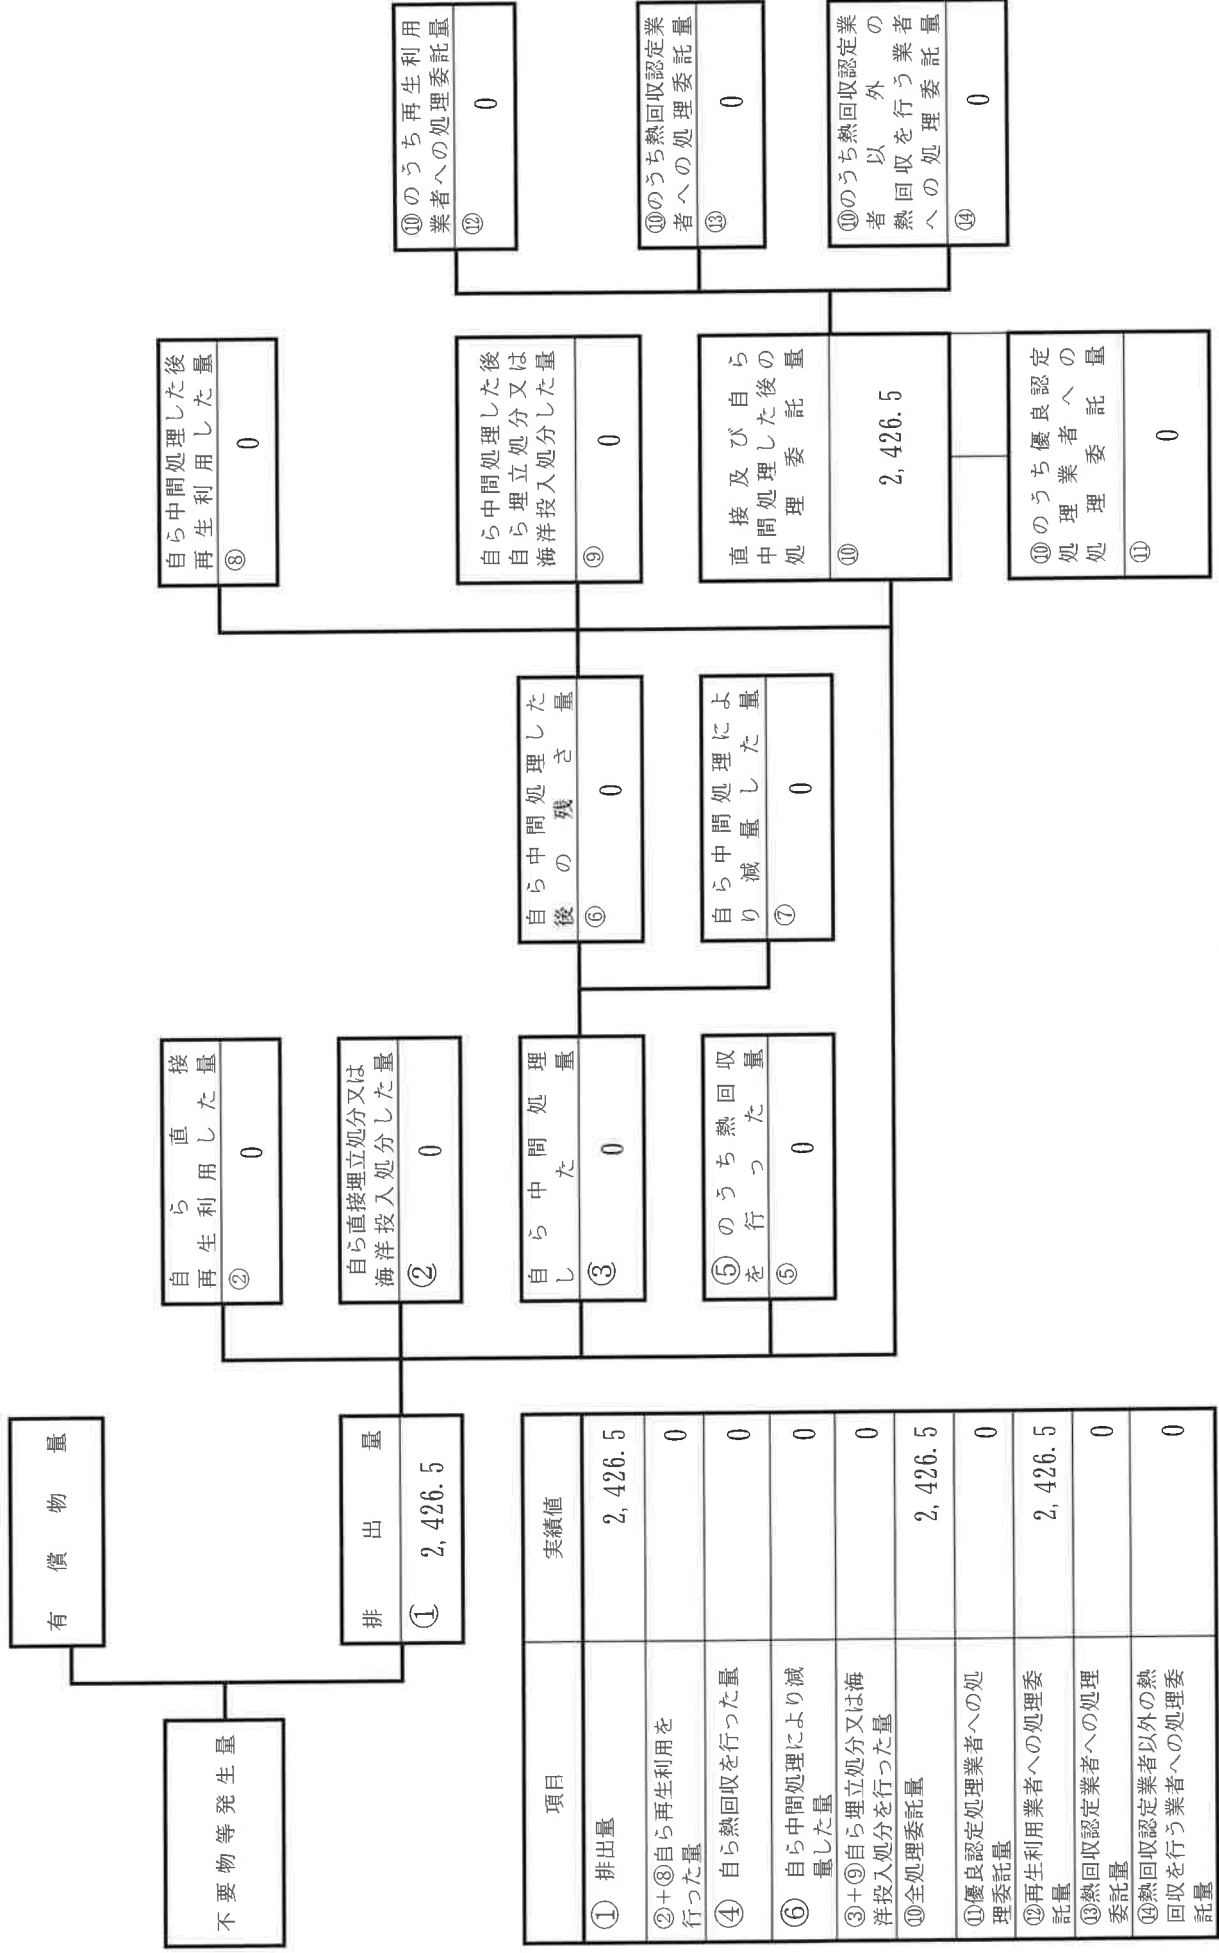 不要物等発生量
有償物量
排出量
① 2,426.5
自ら直接
再生利用した量
② 0
自ら直接埋立処分又は
海洋投入処分した量
② 0
自ら中間処理
した量
③ 0
⑤のうち熱回収
を行った量
⑤ 0
自ら中間処理した
後の残さ量
⑥ 0
自ら中間処理によ
り減量した量
⑦ 0
自ら中間処理した後
再生利用した量
⑧ 0
自ら中間処理した後
自ら埋立処分又は
海洋投入処分した量
⑨ 0
直接及び自ら
中間処理した後の
処理委託量
⑩ 2,426.5
⑩のうち優良認定
処理業者への
処理委託量
⑪ 0
⑩のうち再生利用
業者への処理委託量
⑫ 0
⑩のうち熱回収認定業
者への処理委託量
⑬ 0
⑩のうち熱回収認定業
者以外の
熱回収を行う業者
への処理委託量
⑭ 0
項目 実績値
① 排出量 2,426.5
②+⑧自ら再生利用を
行った量 0
④ 自ら熱回収を行った量 0
⑥ 自ら中間処理により減
量した量 0
③+⑨自ら埋立処分又は海
洋投入処分を行った量 0
⑩全処理委託量 2,426.5
⑪優良認定処理業者への処
理委託量 0
⑫再生利用業者への処理委
託量 2,426.5
⑬熱回収認定業者への処理
委託量 0
⑭熱回収認定業者以外の熱
回収を行う業者への処理委
託量 0